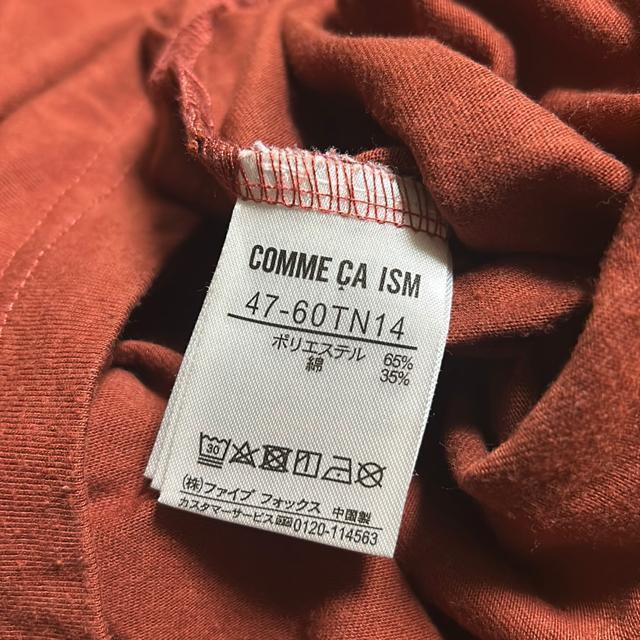 COMME ÇA ISM
47-60TN14
ポリエステル 65%
綿 35%
30
(株)ファイブ フォックス 中国製
カスタマーサービス 0120-114563